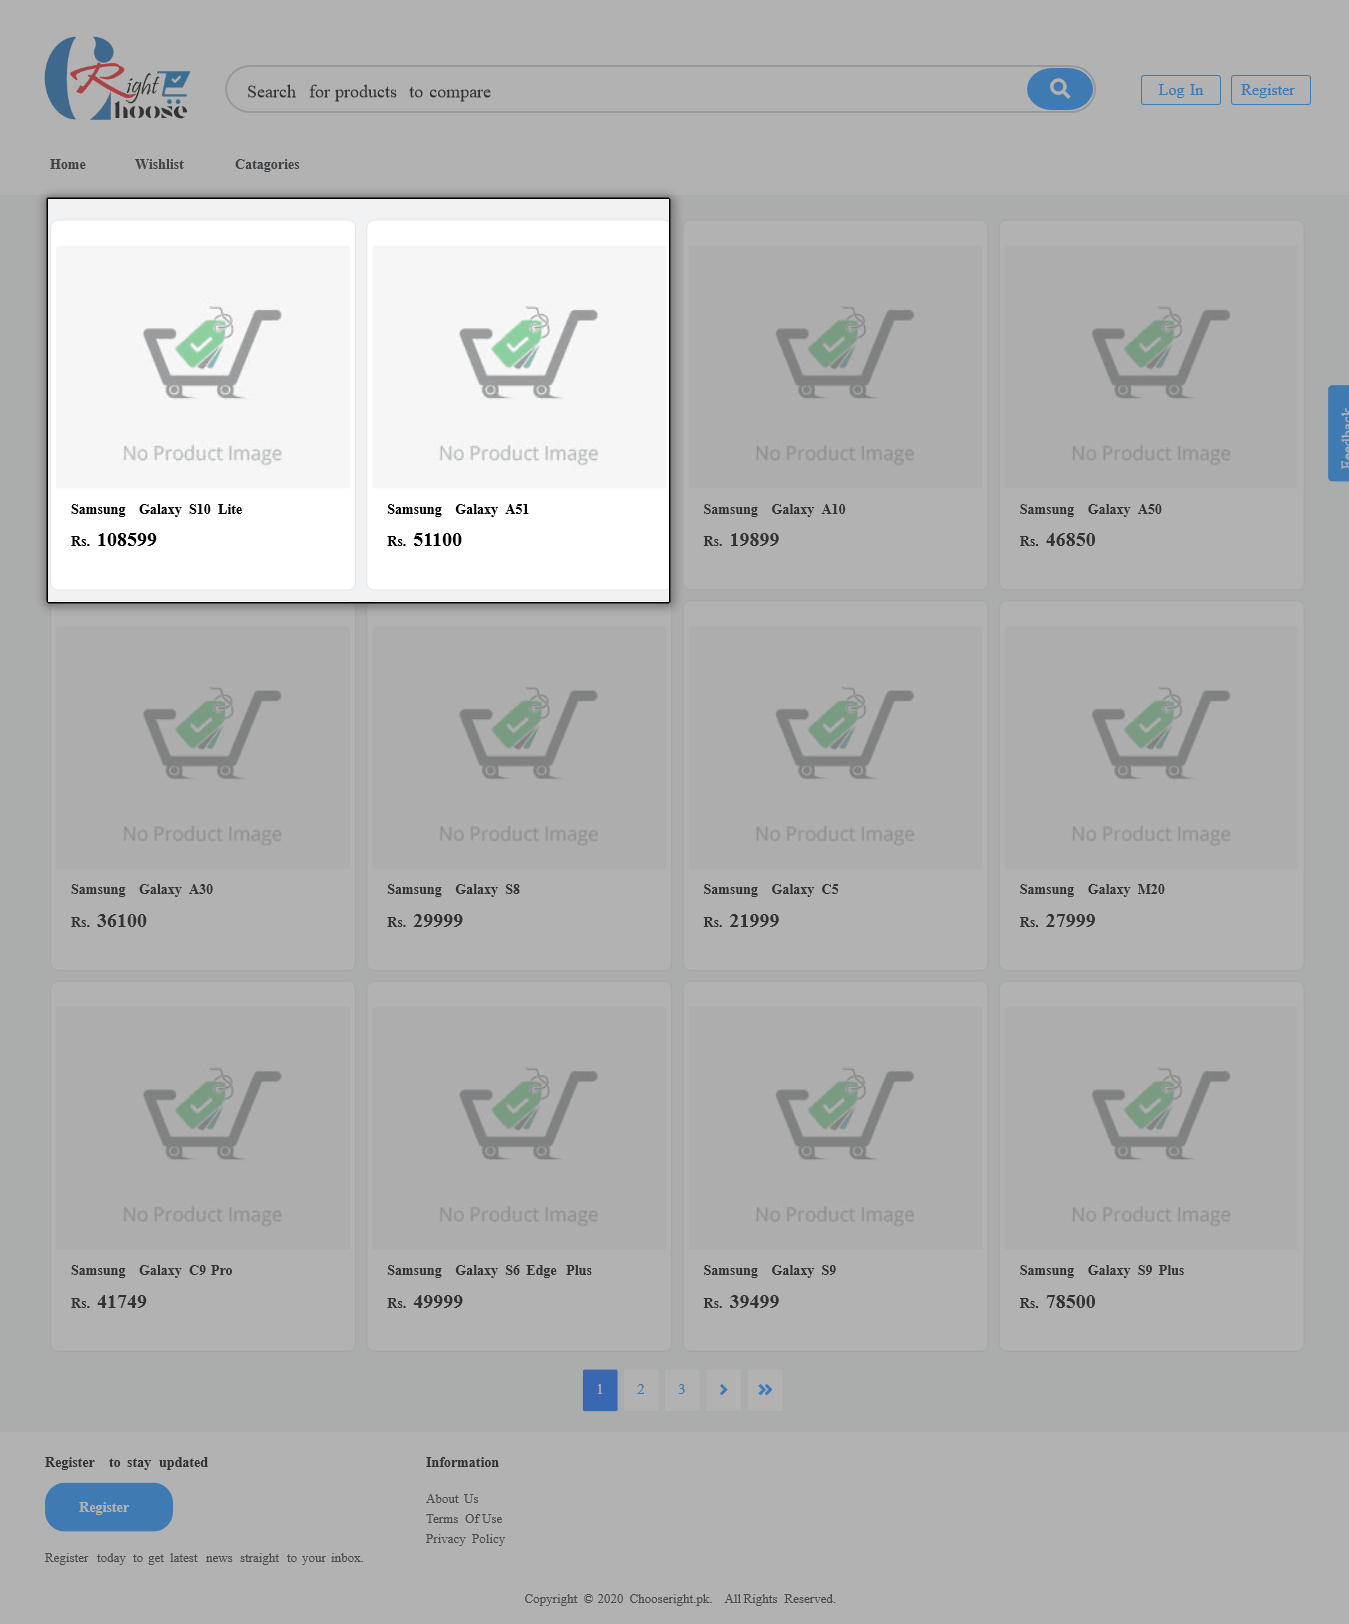 Right
Choose
Search for products to compare
Log In Register
Home Wishlist Catagories
No Product Image No Product Image No Product Image No Product Image
Samsung Galaxy S10 Lite Samsung Galaxy A51 Samsung Galaxy A10 Samsung Galaxy A50
Rs. 108599 Rs. 51100 Rs. 19899 Rs. 46850
Feedback
No Product Image No Product Image No Product Image No Product Image
Samsung Galaxy A30 Samsung Galaxy S8 Samsung Galaxy C5 Samsung Galaxy M20
Rs. 36100 Rs. 29999 Rs. 21999 Rs. 27999
No Product Image No Product Image No Product Image No Product Image
Samsung Galaxy C9 Pro Samsung Galaxy S6 Edge Plus Samsung Galaxy S9 Samsung Galaxy S9 Plus
Rs. 41749 Rs. 49999 Rs. 39499 Rs. 78500
1 2 3
Register to stay updated
Register
Register today to get latest news straight to your inbox.
Information
About Us
Terms Of Use
Privacy Policy
Copyright © 2020 Chooseright.pk. All Rights Reserved.